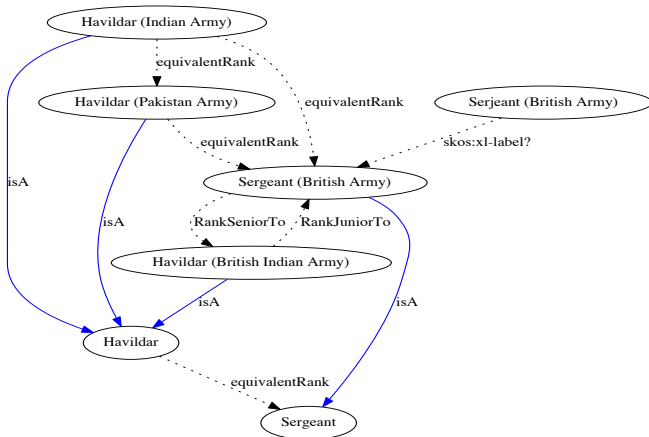 Havildar (Indian Army)
equivalentRank
Havildar (Pakistan Army)
equivalentRank
Serjeant (British Army)
equivalentRank
skos:xl-label?
isA
Sergeant (British Army)
RankSeniorTo
RankJuniorTo
isA
Havildar (British Indian Army)
isA
isA
Havildar
equivalentRank
Sergeant